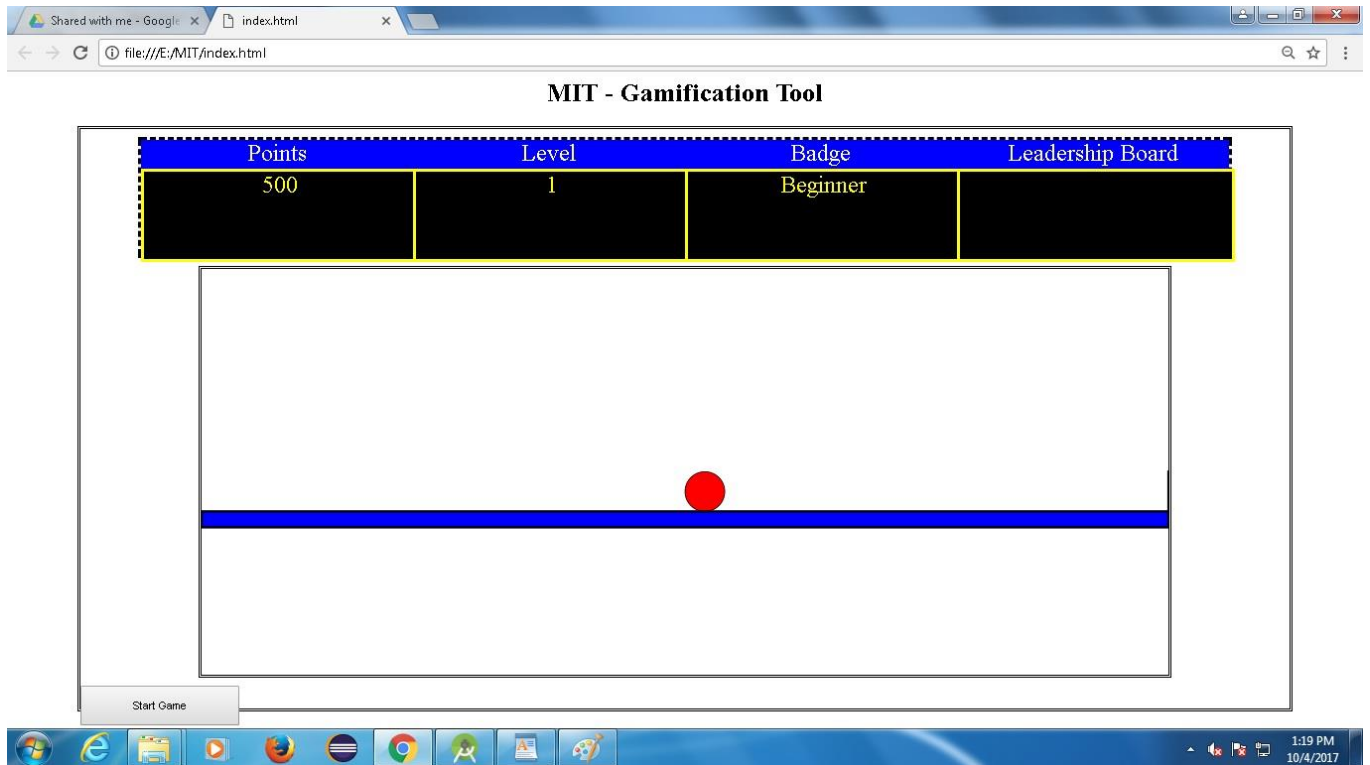 Shared with me - Google
index.html
file:///E:/MIT/index.html
MIT - Gamification Tool
Points Level Badge Leadership Board
500 1 Beginner
Start Game
1:19 PM
10/4/2017